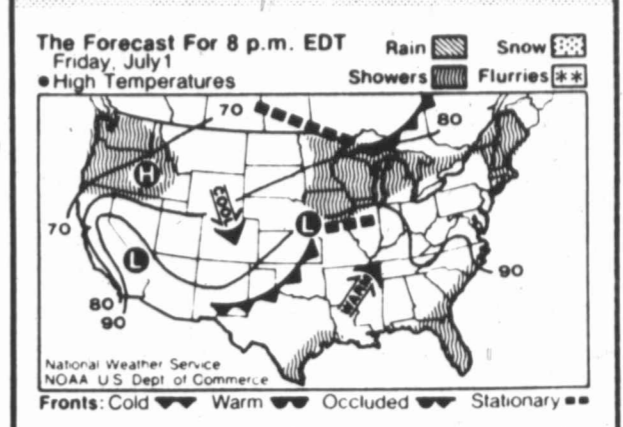 The Forecast For 8 p.m. EDT
Friday, July 1
• High Temperatures
Rain Snow
Showers Flurries
70
80
H
COOL
70
L
L
90
WARM
80
90
National Weather Service
NOAA U S Dept of Commerce
Fronts: Cold Warm Occluded Stationary